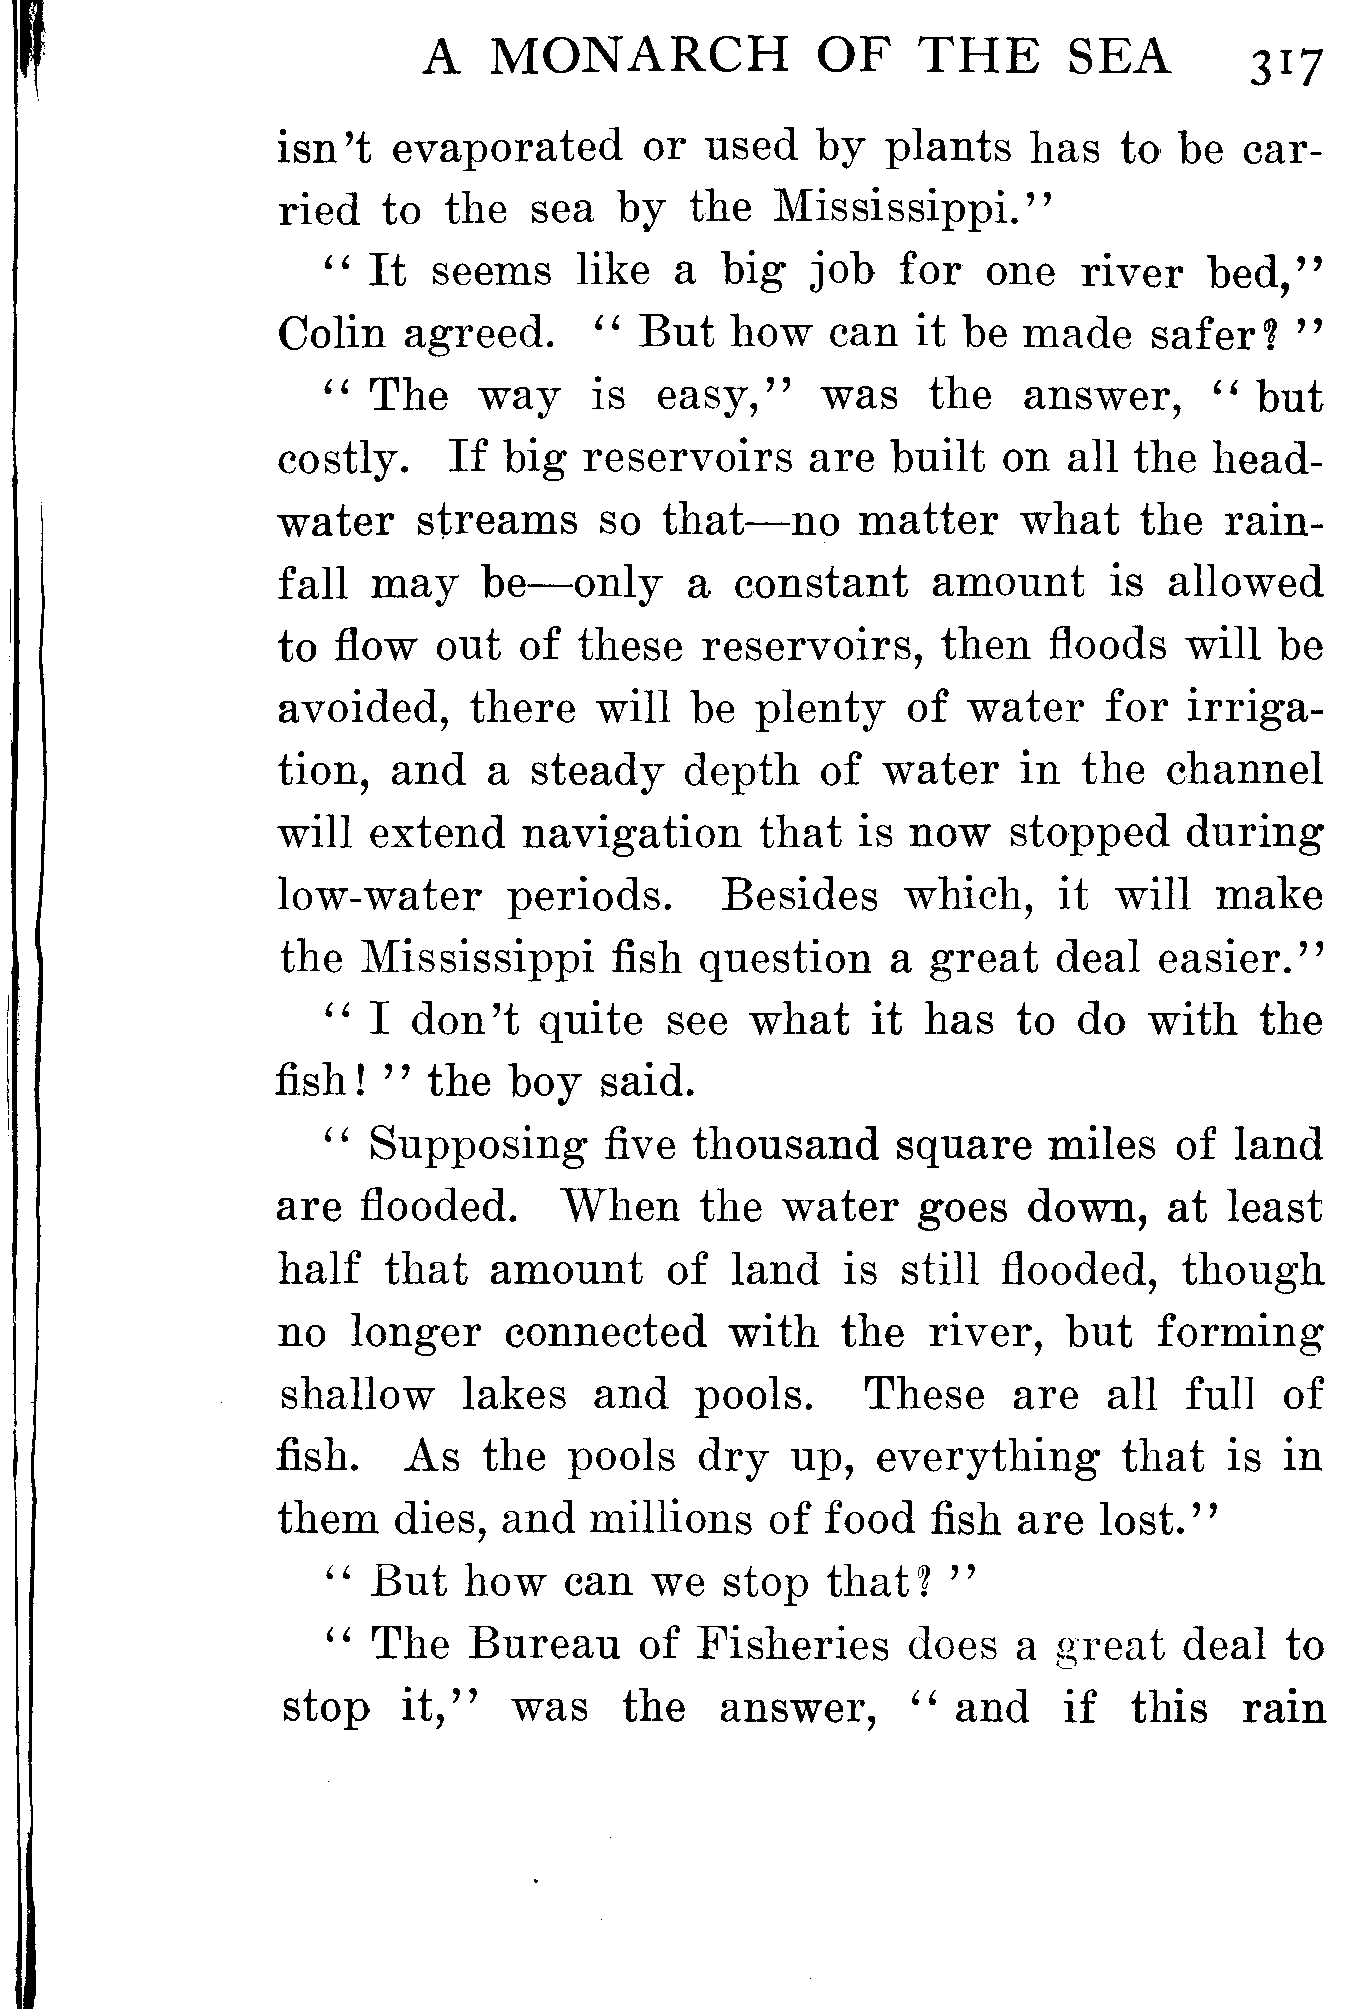 A MONARCH OF THE SEA 317
isn't evaporated or used by plants has to be car-
ried to the sea by the Mississippi."
"It seems like a big job for one river bed,"
Colin agreed. "But how can it be made safer?"
"The way is easy," was the answer, "but
costly. If big reservoirs are built on all the head-
water streams so that—no matter what the rain-
fall may be—only a constant amount is allowed
to flow out of these reservoirs, then floods will be
avoided, there will be plenty of water for irriga-
tion, and a steady depth of water in the channel
will extend navigation that is now stopped during
low-water periods. Besides which, it will make
the Mississippi fish question a great deal easier."
"I don't quite see what it has to do with the
fish!" the boy said.
"Supposing five thousand square miles of land
are flooded. When the water goes down, at least
half that amount of land is still flooded, though
no longer connected with the river, but forming
shallow lakes and pools. These are all full of
fish. As the pools dry up, everything that is in
them dies, and millions of food fish are lost."
"But how can we stop that?"
"The Bureau of Fisheries does a great deal to
stop it," was the answer, "and if this rain